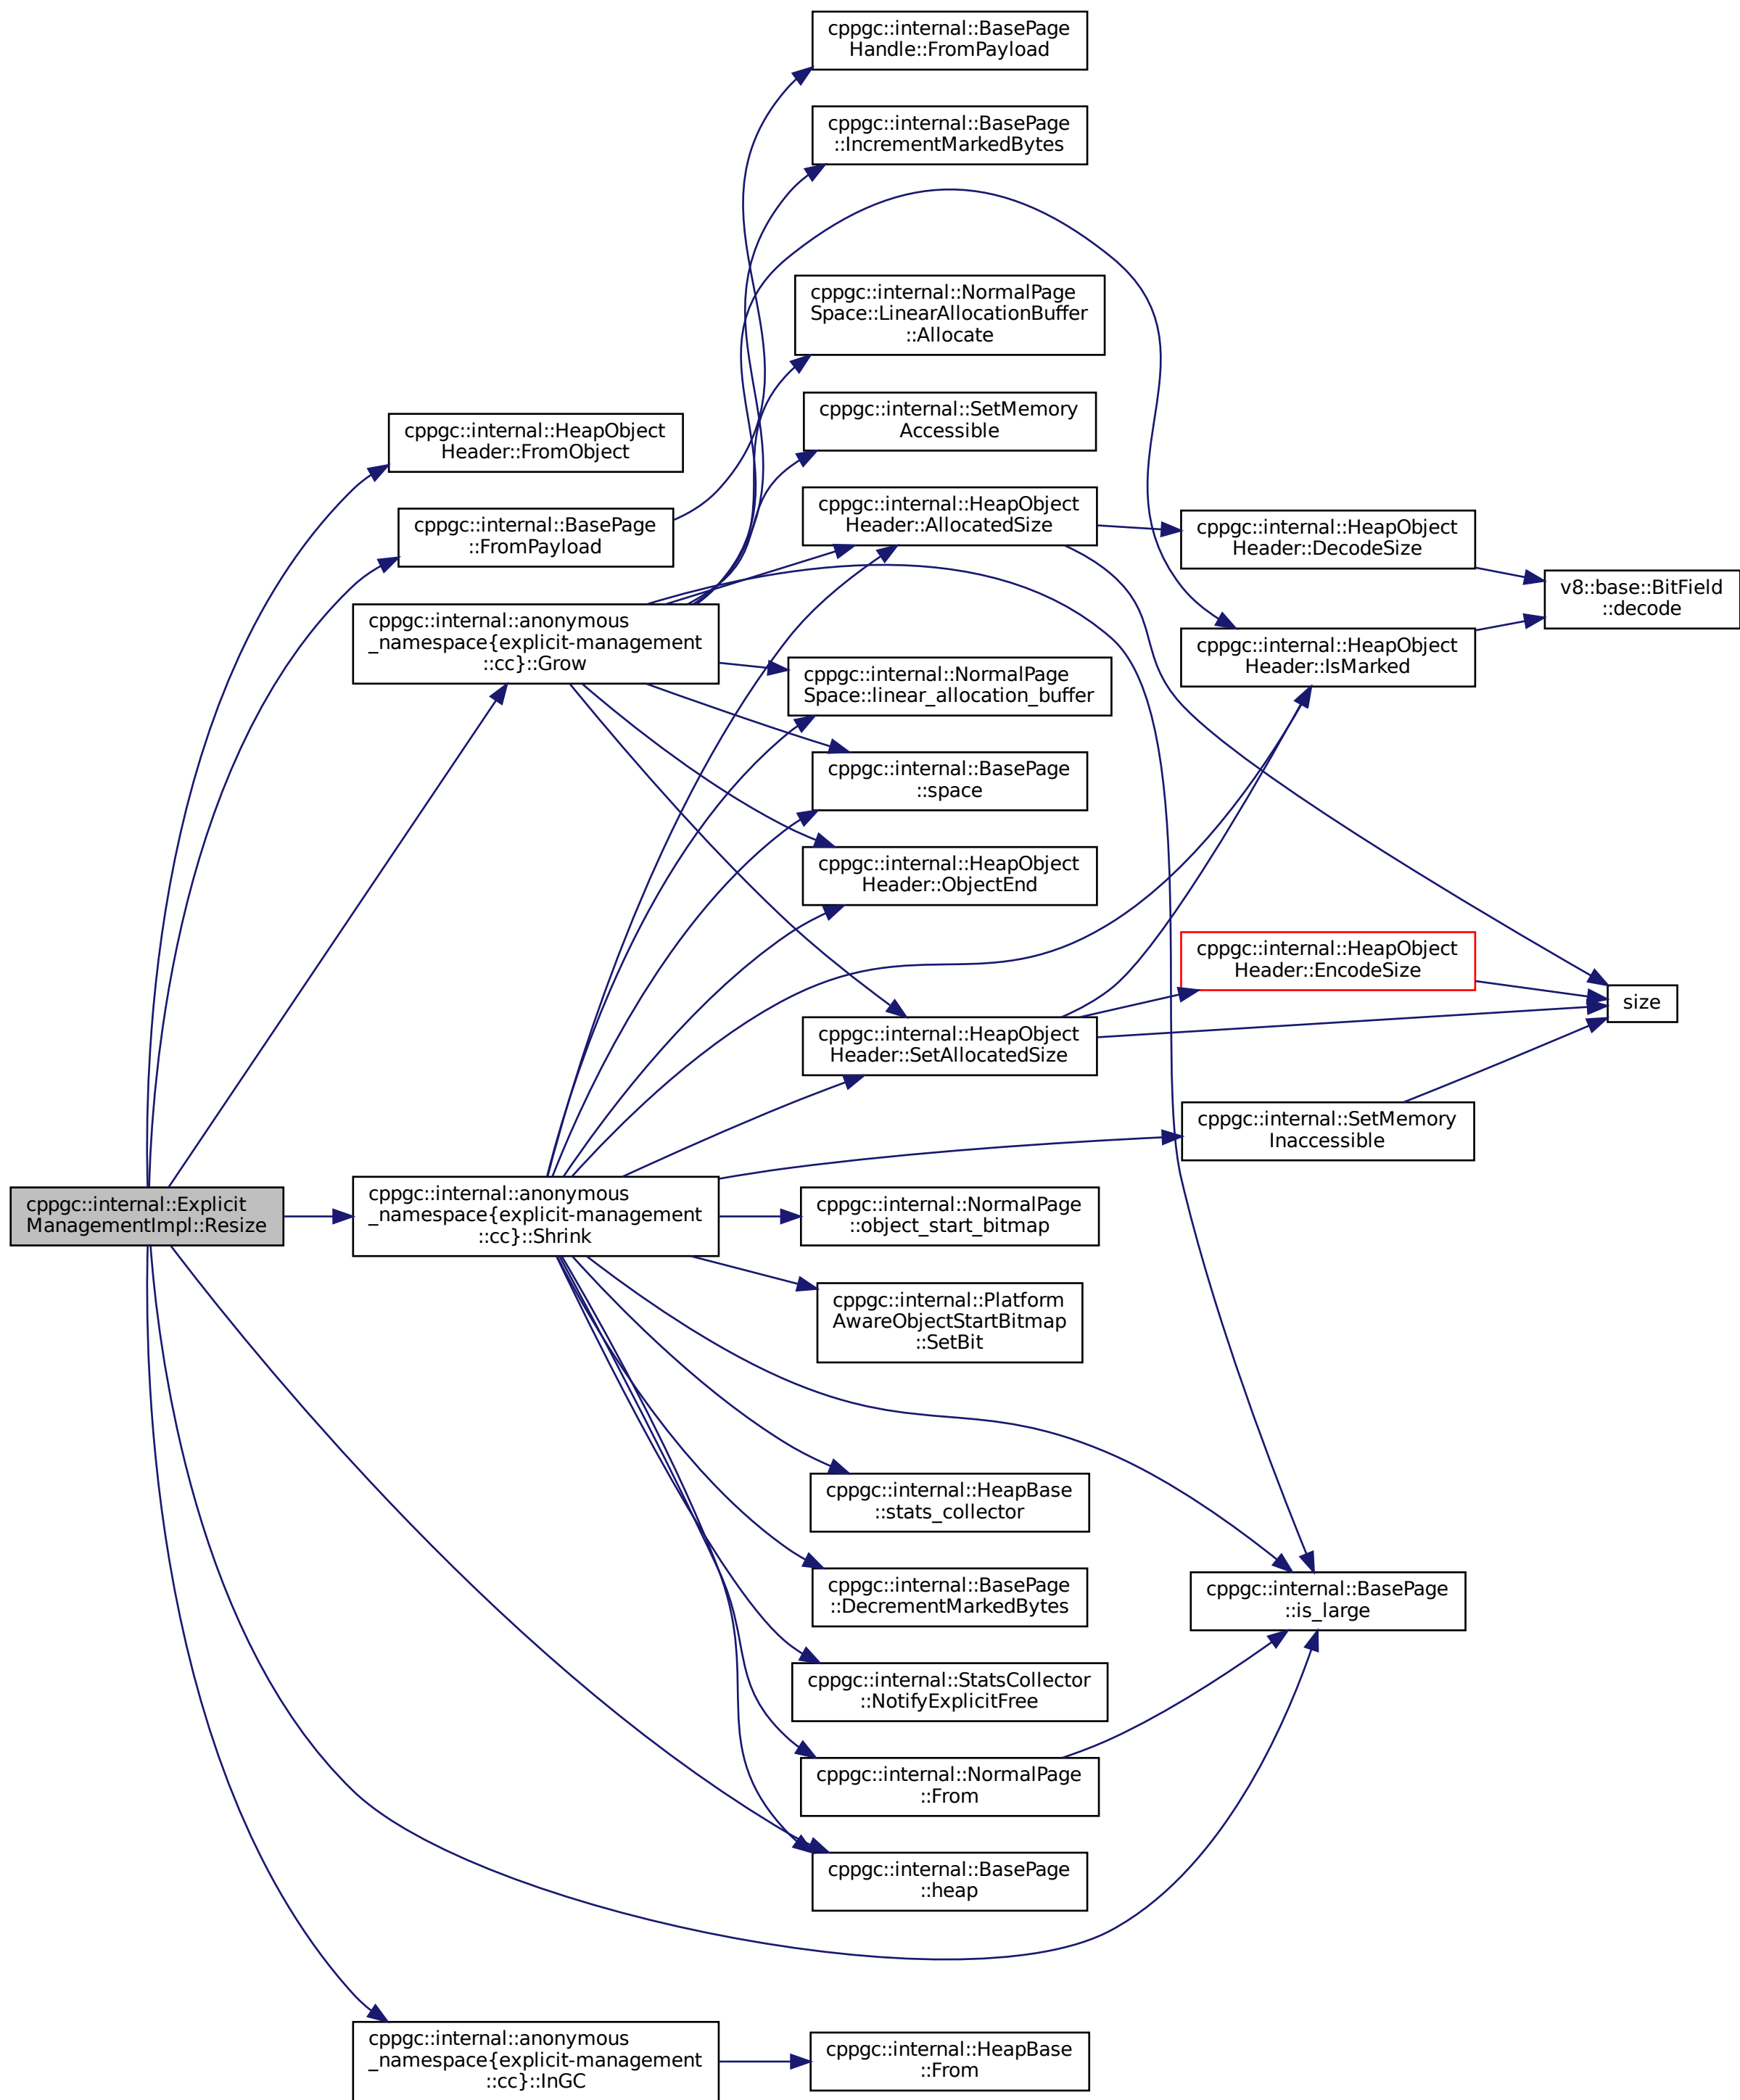 cppgc::internal::BasePage
Handle::FromPayload
cppgc::internal::BasePage
::IncrementMarkedBytes
cppgc::internal::NormalPage
Space::LinearAllocationBuffer
::Allocate
cppgc::internal::SetMemory
Accessible
cppgc::internal::HeapObject
Header::FromObject
cppgc::internal::BasePage
::FromPayload
cppgc::internal::HeapObject
Header::AllocatedSize
cppgc::internal::HeapObject
Header::DecodeSize
v8::base::BitField
::decode
cppgc::internal::anonymous
_namespace{explicit-management
::cc}::Grow
cppgc::internal::HeapObject
Header::IsMarked
cppgc::internal::NormalPage
Space::linear_allocation_buffer
cppgc::internal::BasePage
::space
cppgc::internal::HeapObject
Header::ObjectEnd
cppgc::internal::HeapObject
Header::EncodeSize
size
cppgc::internal::HeapObject
Header::SetAllocatedSize
cppgc::internal::SetMemory
Inaccessible
cppgc::internal::Explicit
ManagementImpl::Resize
cppgc::internal::anonymous
_namespace{explicit-management
::cc}::Shrink
cppgc::internal::NormalPage
::object_start_bitmap
cppgc::internal::Platform
AwareObjectStartBitmap
::SetBit
cppgc::internal::HeapBase
::stats_collector
cppgc::internal::BasePage
::DecrementMarkedBytes
cppgc::internal::BasePage
::is_large
cppgc::internal::StatsCollector
::NotifyExplicitFree
cppgc::internal::NormalPage
::From
cppgc::internal::BasePage
::heap
cppgc::internal::anonymous
_namespace{explicit-management
::cc}::InGC
cppgc::internal::HeapBase
::From